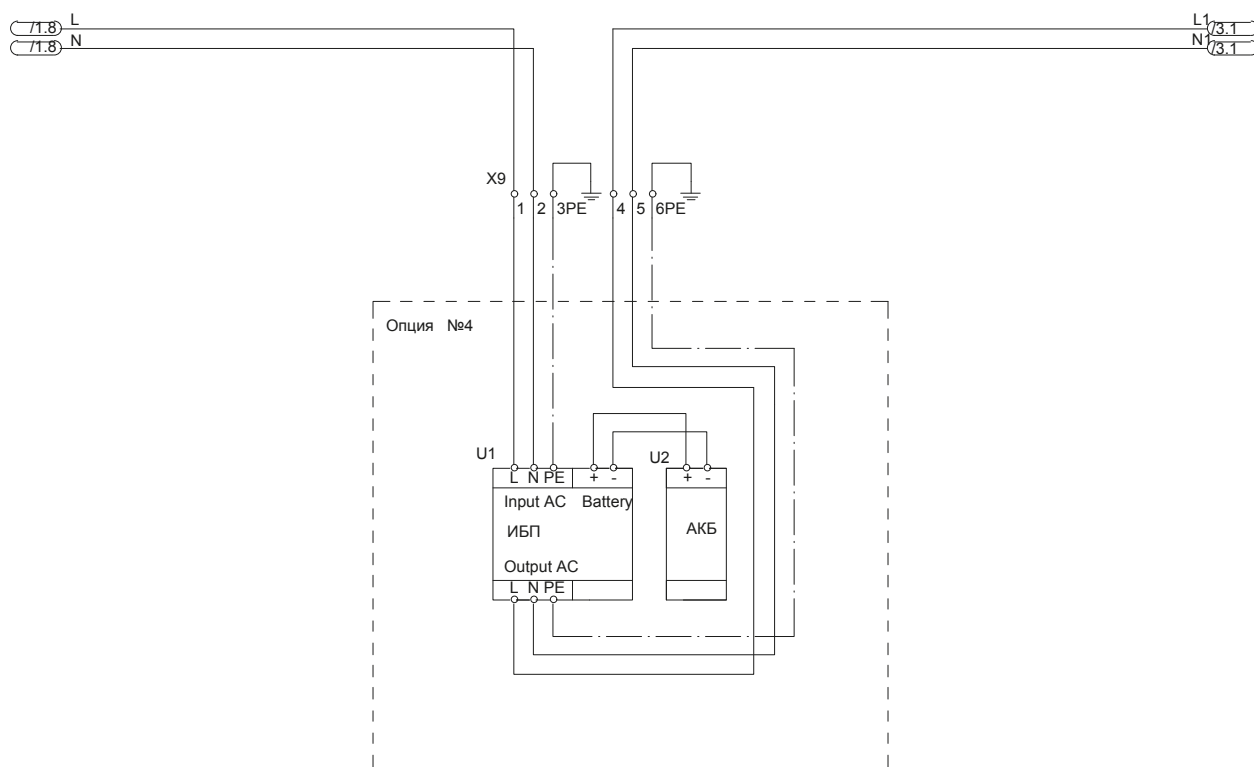 L L1
/1.8 /3.1
N N1
/1.8 /3.1
X9
1 2 3PE 4 5 6PE
Опция №4
U1 U2
L N PE + - + -
Input AC Battery
ИБП АКБ
Output AC
L N PE